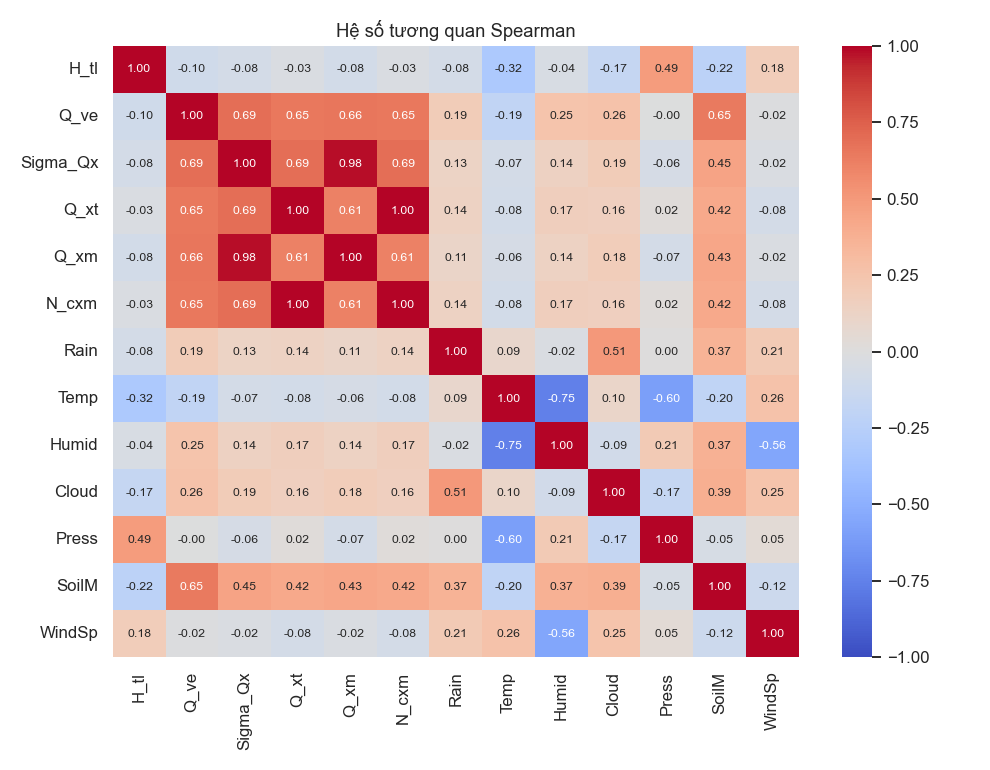 Hệ số tương quan Spearman
H_tl 1.00 -0.10 -0.08 -0.03 -0.08 -0.03 -0.08 -0.32 -0.04 -0.17 0.49 -0.22 0.18
Q_ve -0.10 1.00 0.69 0.65 0.66 0.65 0.19 -0.19 0.25 0.26 -0.00 0.65 -0.02
Sigma_Qx -0.08 0.69 1.00 0.69 0.98 0.69 0.13 -0.07 0.14 0.19 -0.06 0.45 -0.02
Q_xt -0.03 0.65 0.69 1.00 0.61 1.00 0.14 -0.08 0.17 0.16 0.02 0.42 -0.08
Q_xm -0.08 0.66 0.98 0.61 1.00 0.61 0.11 -0.06 0.14 0.18 -0.07 0.43 -0.02
N_cxm -0.03 0.65 0.69 1.00 0.61 1.00 0.14 -0.08 0.17 0.16 0.02 0.42 -0.08
Rain -0.08 0.19 0.13 0.14 0.11 0.14 1.00 0.09 -0.02 0.51 0.00 0.37 0.21
Temp -0.32 -0.19 -0.07 -0.08 -0.06 -0.08 0.09 1.00 -0.75 0.10 -0.60 -0.20 0.26
Humid -0.04 0.25 0.14 0.17 0.14 0.17 -0.02 -0.75 1.00 -0.09 0.21 0.37 -0.56
Cloud -0.17 0.26 0.19 0.16 0.18 0.16 0.51 0.10 -0.09 1.00 -0.17 0.39 0.25
Press 0.49 -0.00 -0.06 0.02 -0.07 0.02 0.00 -0.60 0.21 -0.17 1.00 -0.05 0.05
SoilM -0.22 0.65 0.45 0.42 0.43 0.42 0.37 -0.20 0.37 0.39 -0.05 1.00 -0.12
WindSp 0.18 -0.02 -0.02 -0.08 -0.02 -0.08 0.21 0.26 -0.56 0.25 0.05 -0.12 1.00
H_tl Q_ve Sigma_Qx Q_xt Q_xm N_cxm Rain Temp Humid Cloud Press SoilM WindSp
1.00
0.75
0.50
0.25
0.00
−0.25
−0.50
−0.75
−1.00